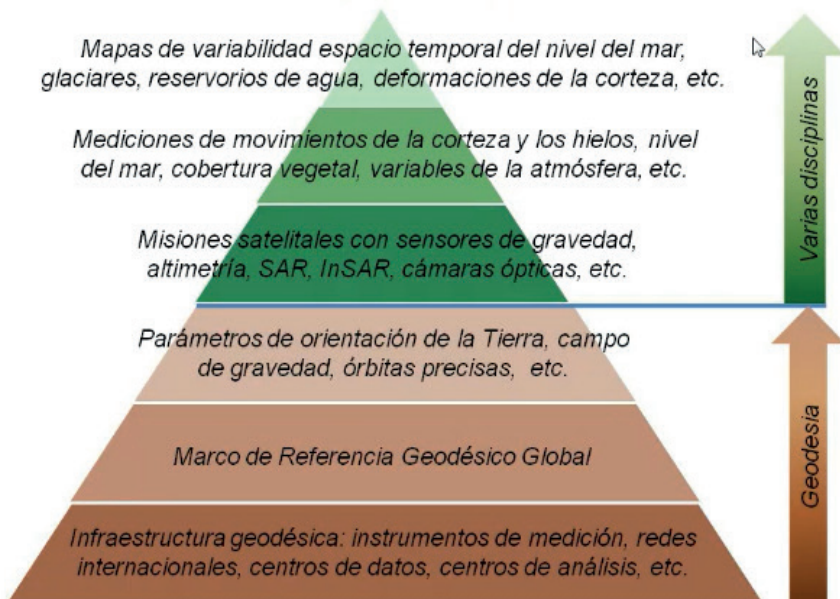 Mapas de variabilidad espacio temporal del nivel del mar,
glaciares, reservorios de agua, deformaciones de la corteza, etc.
Mediciones de movimientos de la corteza y los hielos, nivel
del mar, cobertura vegetal, variables de la atmósfera, etc.
Misiones satelitales con sensores de gravedad,
altimetría, SAR, InSAR, cámaras ópticas, etc.
Varias disciplinas
Parámetros de orientación de la Tierra, campo
de gravedad, órbitas precisas, etc.
Marco de Referencia Geodésico Global
Infraestructura geodésica: instrumentos de medición, redes
internacionales, centros de datos, centros de análisis, etc.
Geodesia